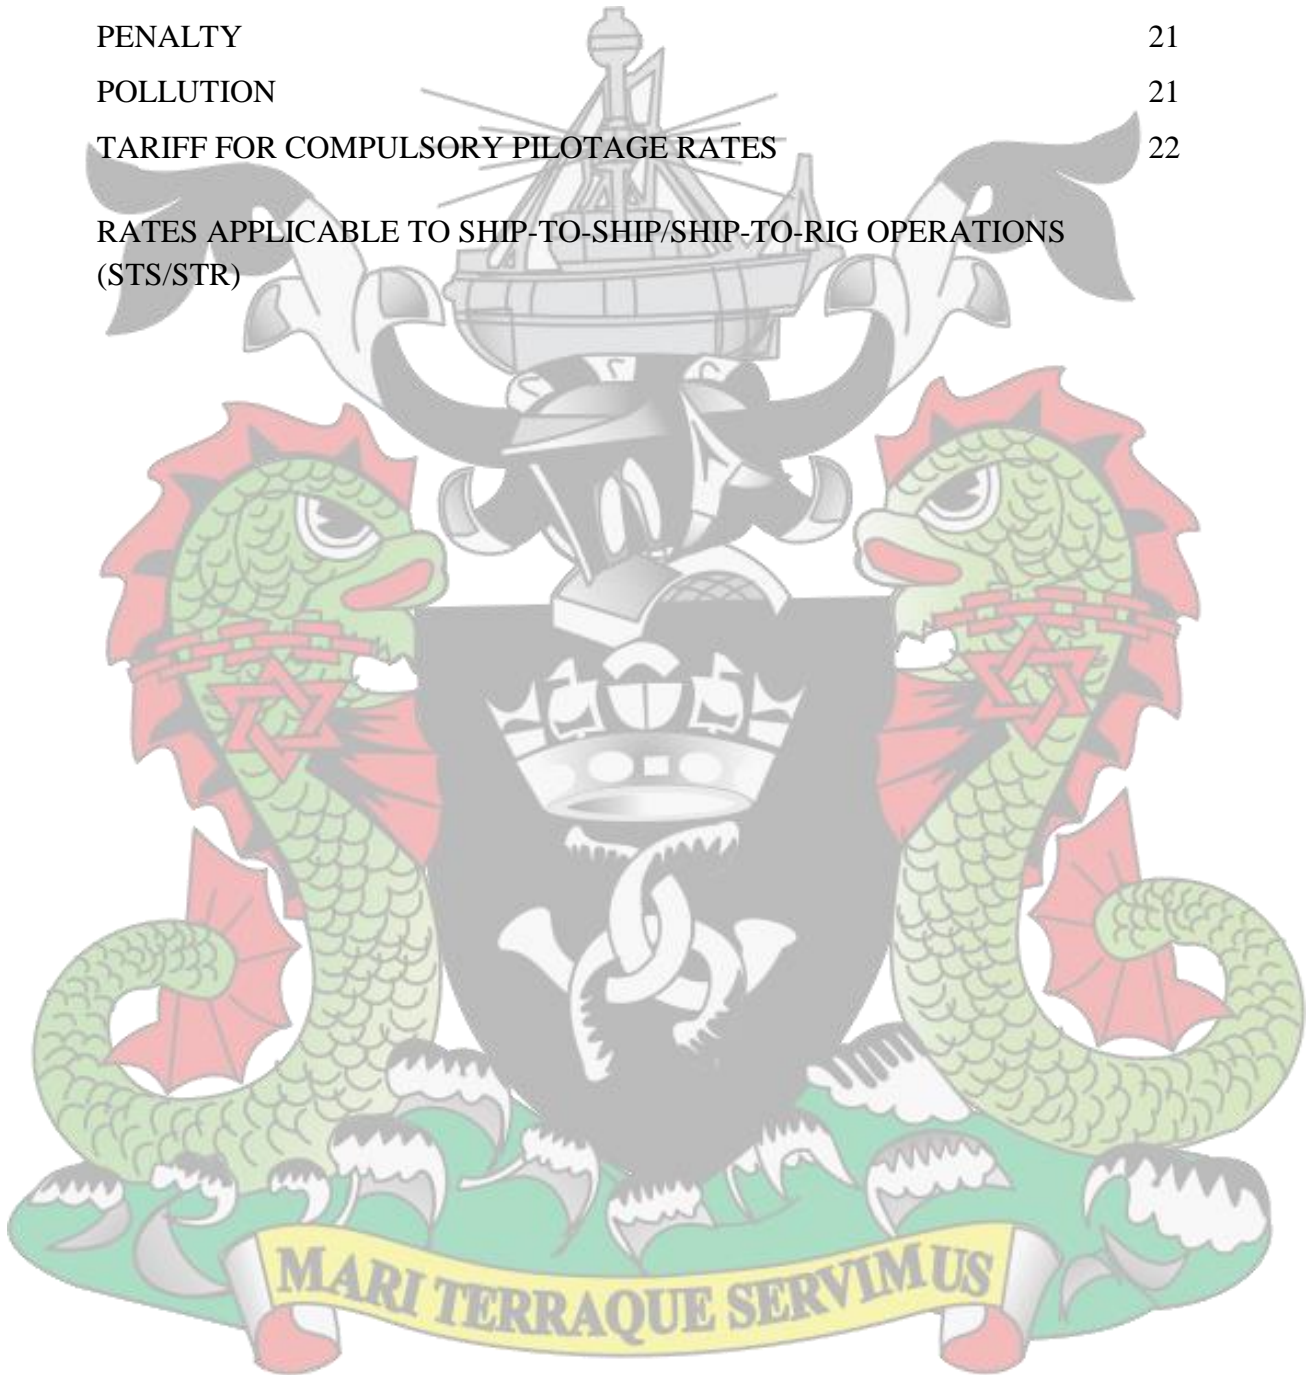 PENALTY 21
POLLUTION 21
TARIFF FOR COMPULSORY PILOTAGE RATES 22
RATES APPLICABLE TO SHIP-TO-SHIP/SHIP-TO-RIG OPERATIONS
(STS/STR)
MARI TERRAQUE SERVIMUS